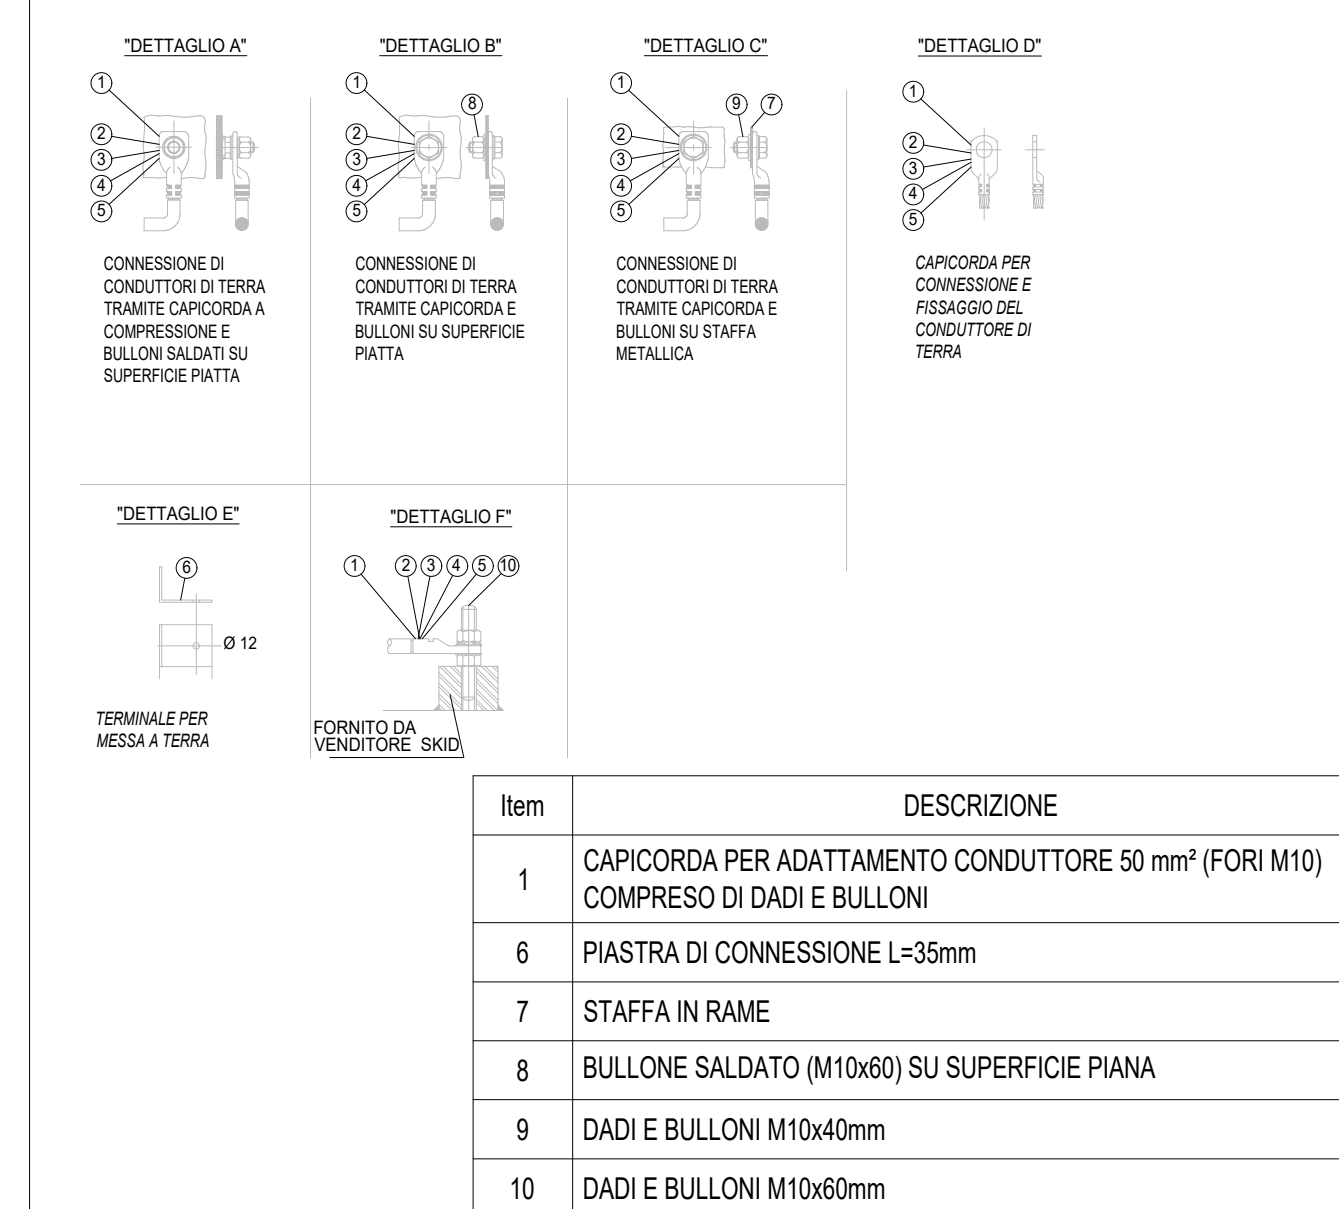 "DETTAGLIO A"
1
2
3
4
5
CONNESSIONE DI
CONDUTTORI DI TERRA
TRAMITE CAPICORDA A
COMPRESSIONE E
BULLONI SALDATI SU
SUPERFICIE PIATTA
"DETTAGLIO B"
1
8
2
3
4
5
CONNESSIONE DI
CONDUTTORI DI TERRA
TRAMITE CAPICORDA E
BULLONI SU SUPERFICIE
PIATTA
"DETTAGLIO C"
1
9 7
2
3
4
5
CONNESSIONE DI
CONDUTTORI DI TERRA
TRAMITE CAPICORDA E
BULLONI SU STAFFA
METALLICA
"DETTAGLIO D"
1
2
3
4
5
CAPICORDA PER
CONNESSIONE E
FISSAGGIO DEL
CONDUTTORE DI
TERRA
"DETTAGLIO E"
6
Ø 12
TERMINALE PER
MESSA A TERRA
"DETTAGLIO F"
1 2 3 4 5 10
FORNITO DA
VENDITORE SKID
Item DESCRIZIONE
1 CAPICORDA PER ADATTAMENTO CONDUTTORE 50 mm² (FORI M10)
COMPRESO DI DADI E BULLONI
6 PIASTRA DI CONNESSIONE L=35mm
7 STAFFA IN RAME
8 BULLONE SALDATO (M10x60) SU SUPERFICIE PIANA
9 DADI E BULLONI M10x40mm
10 DADI E BULLONI M10x60mm